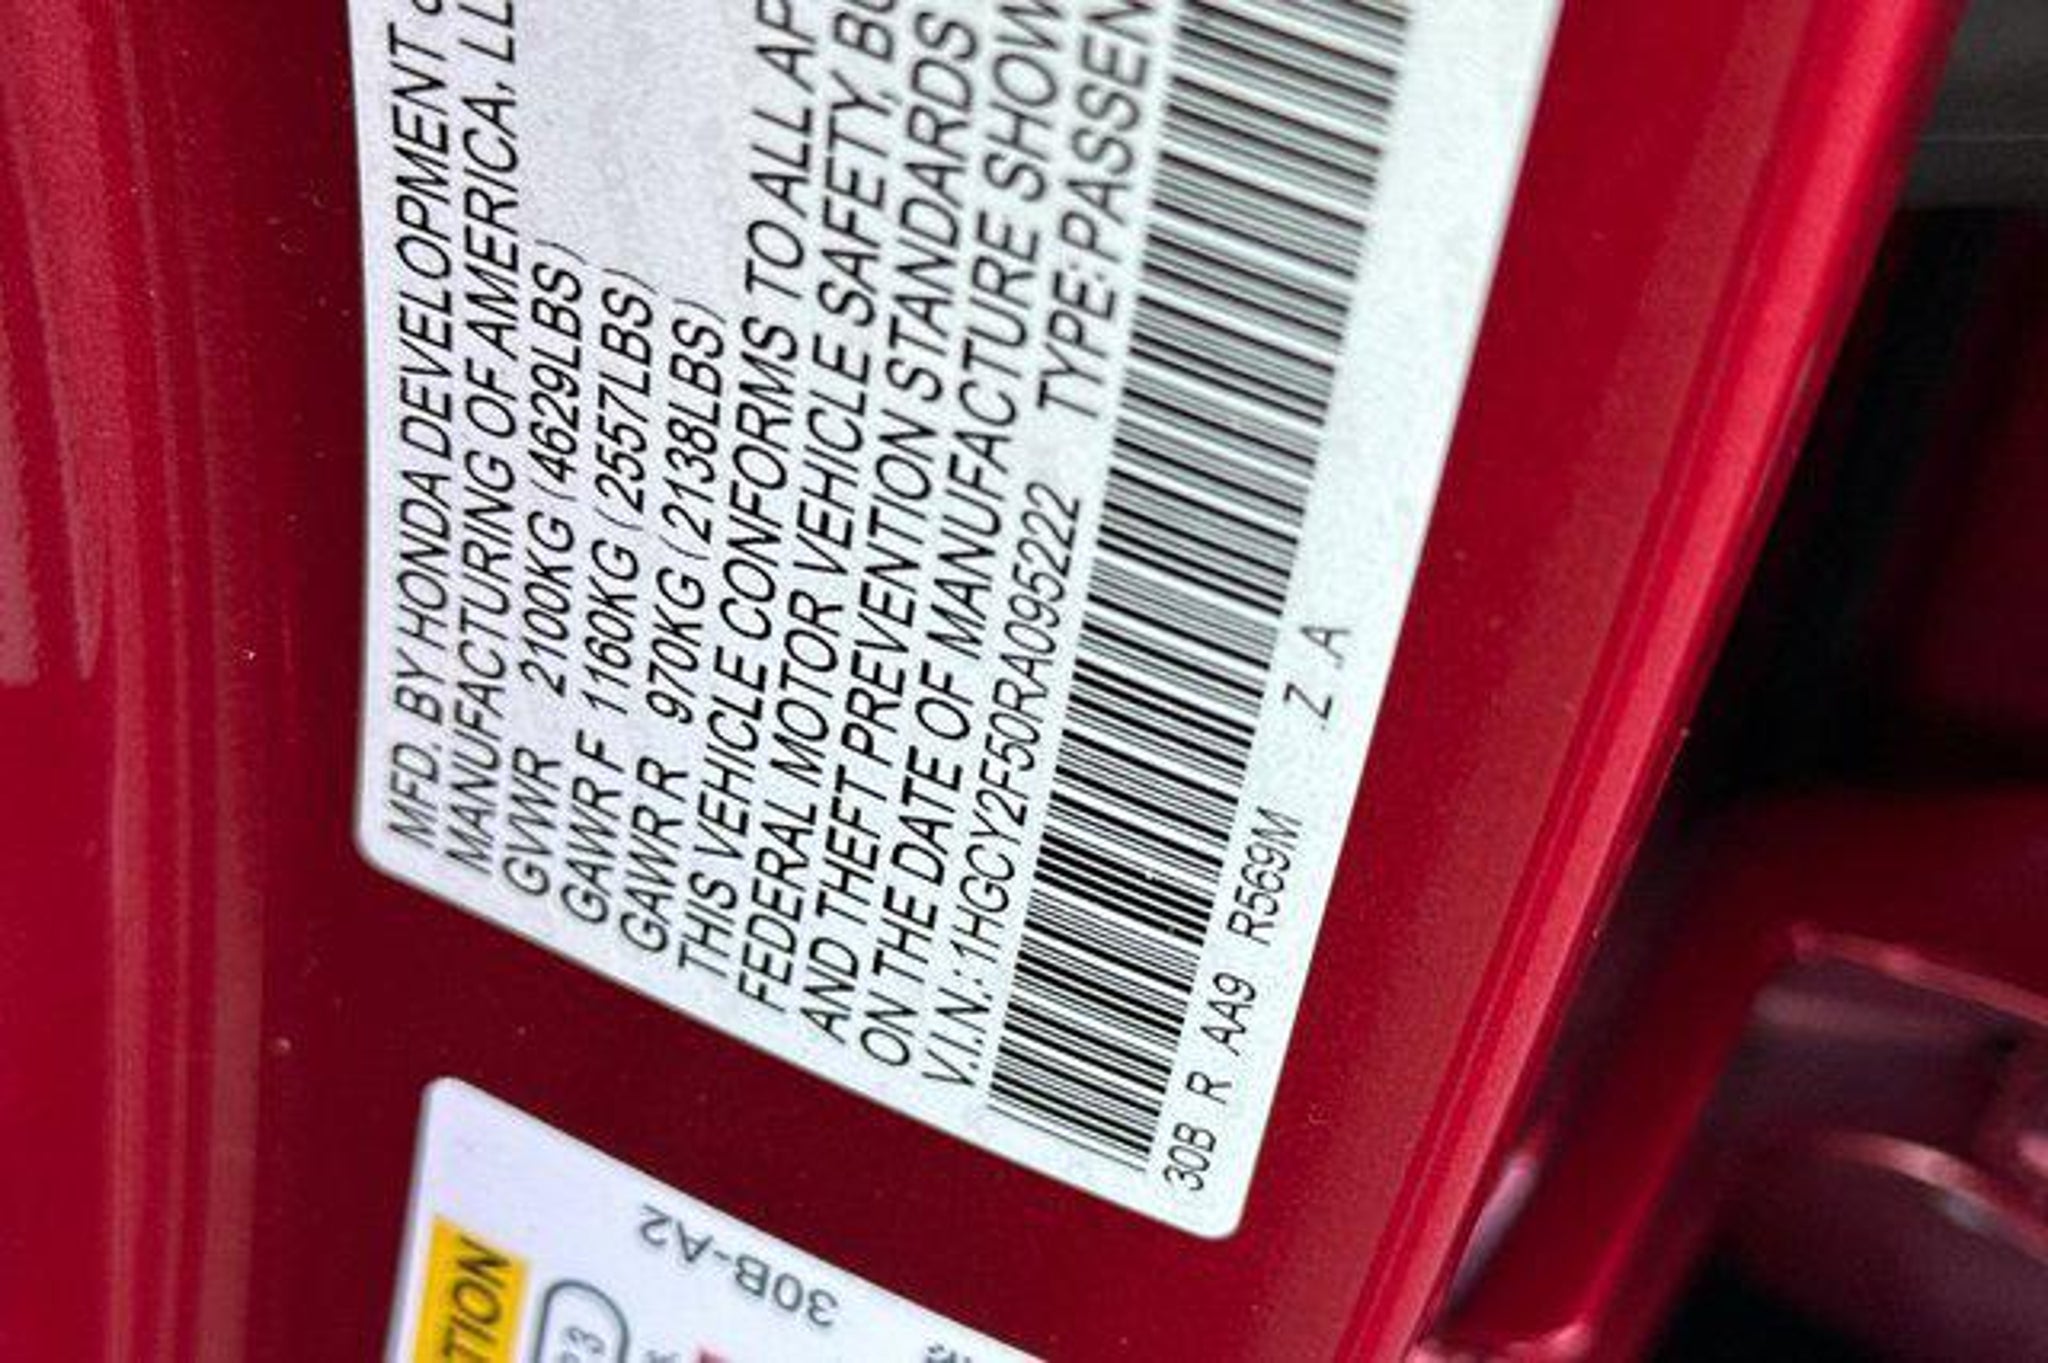 MFD. BY HONDA DEVELOPMENT &
MANUFACTURING OF AMERICA, LL
GVWR 2100KG (4629LBS)
GAWR F 1160KG (2557LBS)
GAWR R 970KG (2138LBS)
THIS VEHICLE CONFORMS TO ALL AP
FEDERAL MOTOR VEHICLE SAFETY, BU
AND THEFT PREVENTION STANDARDS
ON THE DATE OF MANUFACTURE SHOW
V.I.N.: 1HGCY2F50RA095222 TYPE: PASSEN
30B R AA9 R569M Z .A
30B-A2
TION